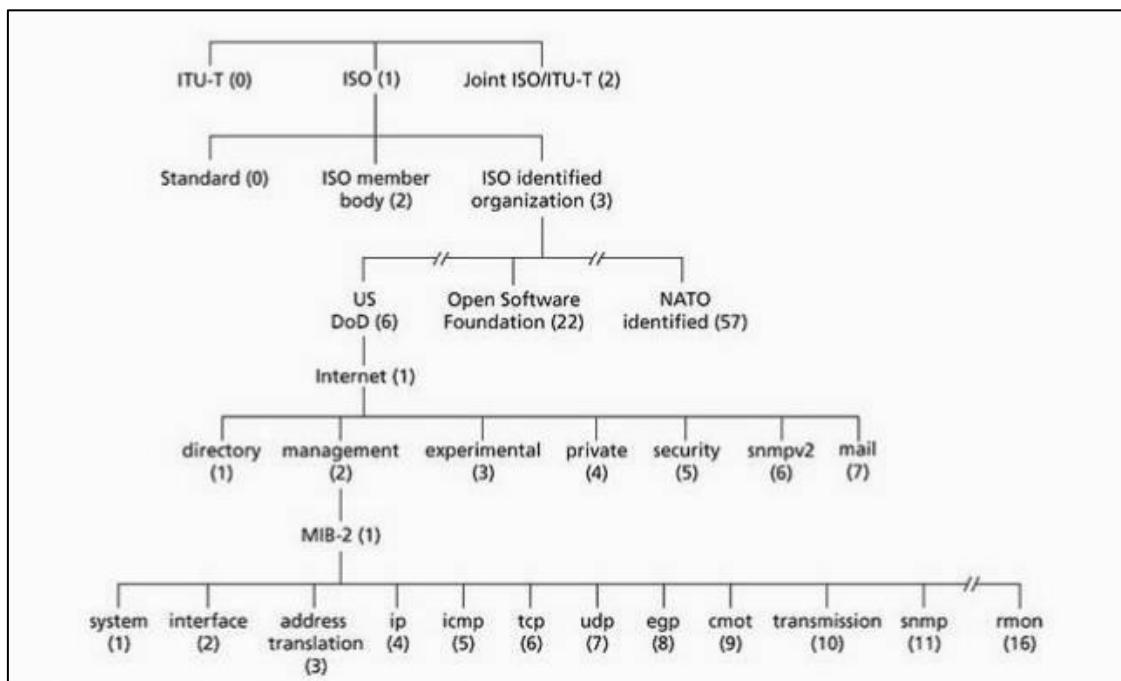 ITU-T (0) ISO (1) Joint ISO/ITU-T (2)
Standard (0) ISO member ISO identified
body (2) organization (3)
US Open Software NATO
DoD (6) Foundation (22) identified (57)
Internet (1)
directory management experimental private security snmpv2 mail
(1) (2) (3) (4) (5) (6) (7)
MIB-2 (1)
system interface address ip icmp tcp udp egp cmot transmission snmp rmon
(1) (2) translation (4) (5) (6) (7) (8) (9) (10) (11) (16)
(3)